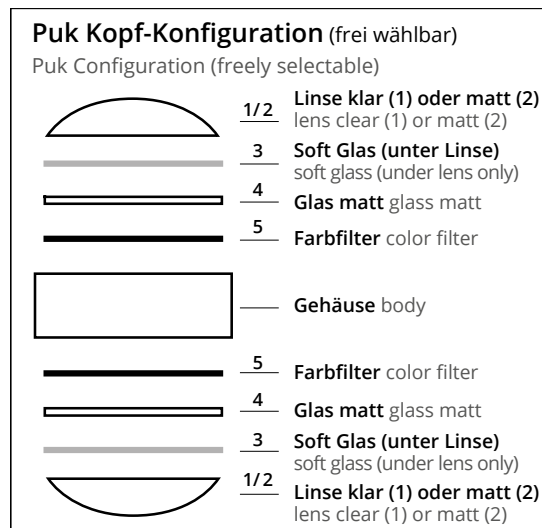 Puk Kopf-Konfiguration (frei wählbar)
Puk Configuration (freely selectable)
1/2 Linse klar (1) oder matt (2)
lens clear (1) or matt (2)
3 Soft Glas (unter Linse)
soft glass (under lens only)
4 Glas matt glass matt
5 Farbfilter color filter
Gehäuse body
5 Farbfilter color filter
4 Glas matt glass matt
3 Soft Glas (unter Linse)
soft glass (under lens only)
1/2 Linse klar (1) oder matt (2)
lens clear (1) or matt (2)